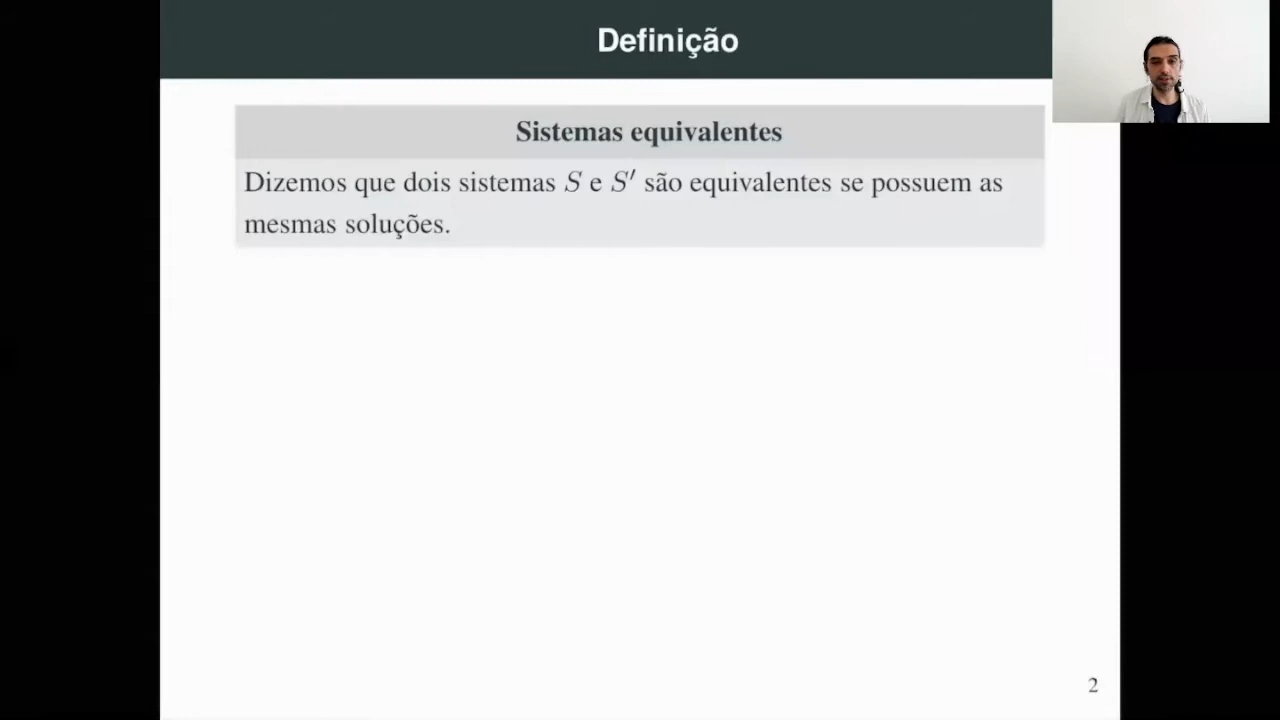 Definição
Sistemas equivalentes
Dizemos que dois sistemas S e S′ são equivalentes se possuem as
mesmas soluções.
2